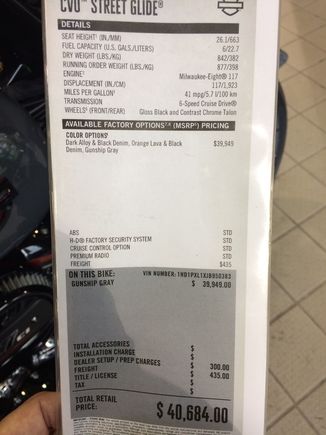 CVO™ STREET GLIDE®
DETAILS
SEAT HEIGHT¹ (IN./MM) 26.1/663
FUEL CAPACITY (U.S. GALS./LITERS) 6/22.7
DRY WEIGHT (LBS./KG) 842/382
RUNNING ORDER WEIGHT (LBS./KG) 877/398
ENGINE² Milwaukee-Eight® 117
DISPLACEMENT (IN./CM) 117/1,923
MILES PER GALLON³ 41 mpg/5.7 l/100 km
TRANSMISSION 6-Speed Cruise Drive®
WHEELS⁵ (FRONT/REAR) Gloss Black and Contrast Chrome Talon
AVAILABLE FACTORY OPTIONS (MSRP) PRICING
COLOR OPTIONS
Dark Alloy & Black Denim, Orange Lava & Black $39,949
Denim, Gunship Gray
ABS STD
H-D® FACTORY SECURITY SYSTEM STD
CRUISE CONTROL OPTION STD
PREMIUM RADIO STD
FREIGHT $435
ON THIS BIKE: VIN NUMBER:
GUNSHIP GRAY $ 39,949.00
TOTAL ACCESSORIES $
INSTALLATION CHARGE $
DEALER SETUP / PREP CHARGES $ 300.00
FREIGHT $ 435.00
TITLE / LICENSE $
TAX $
TOTAL RETAIL
PRICE: $ 40,684.00